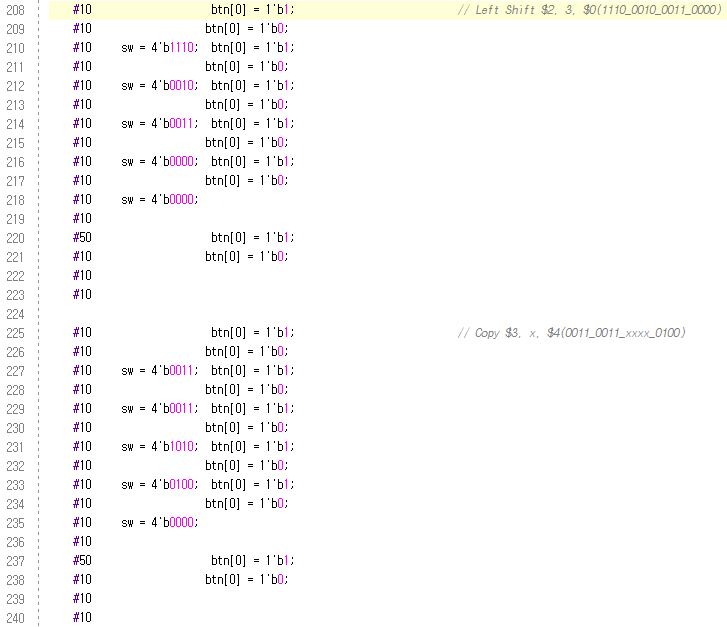 208 #10 btn[0] = 1'b1; // Left Shift $2, 3, $0(1110_0010_0011_0000)
209 #10 btn[0] = 1'b0;
210 #10 sw = 4'b1110; btn[0] = 1'b1;
211 #10 btn[0] = 1'b0;
212 #10 sw = 4'b0010; btn[0] = 1'b1;
213 #10 btn[0] = 1'b0;
214 #10 sw = 4'b0011; btn[0] = 1'b1;
215 #10 btn[0] = 1'b0;
216 #10 sw = 4'b0000; btn[0] = 1'b1;
217 #10 btn[0] = 1'b0;
218 #10 sw = 4'b0000;
219 #10
220 #50 btn[0] = 1'b1;
221 #10 btn[0] = 1'b0;
222 #10
223 #10
224
225 #10 btn[0] = 1'b1; // Copy $3, x, $4(0011_0011_xxxx_0100)
226 #10 btn[0] = 1'b0;
227 #10 sw = 4'b0011; btn[0] = 1'b1;
228 #10 btn[0] = 1'b0;
229 #10 sw = 4'b0011; btn[0] = 1'b1;
230 #10 btn[0] = 1'b0;
231 #10 sw = 4'b1010; btn[0] = 1'b1;
232 #10 btn[0] = 1'b0;
233 #10 sw = 4'b0100; btn[0] = 1'b1;
234 #10 btn[0] = 1'b0;
235 #10 sw = 4'b0000;
236 #10
237 #50 btn[0] = 1'b1;
238 #10 btn[0] = 1'b0;
239 #10
240 #10